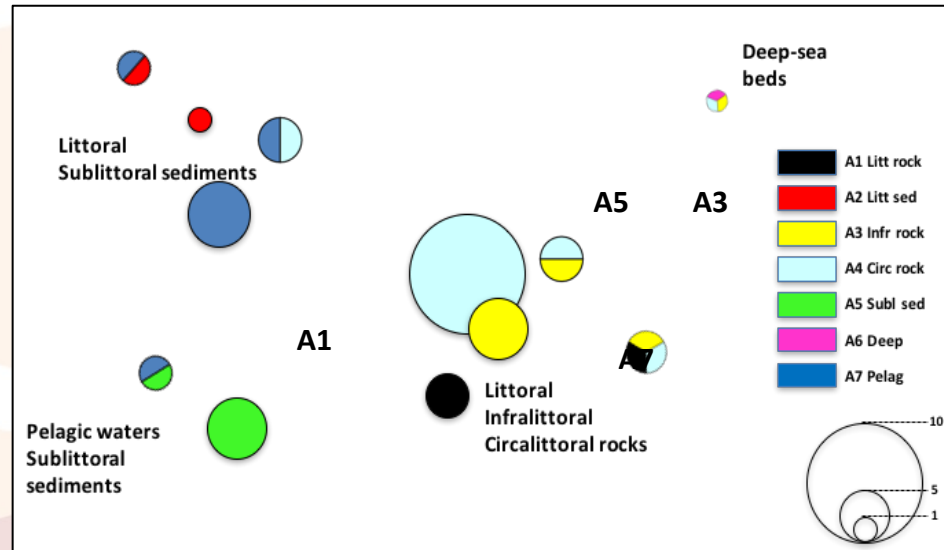 Deep-sea
beds
Littoral
Sublittoral sediments
A5
A3
A1
A7
Littoral
Infralittoral
Circalittoral rocks
Pelagic waters
Sublittoral
sediments
A1 Litt rock
A2 Litt sed
A3 Infr rock
A4 Circ rock
A5 Subl sed
A6 Deep
A7 Pelag
10
5
1